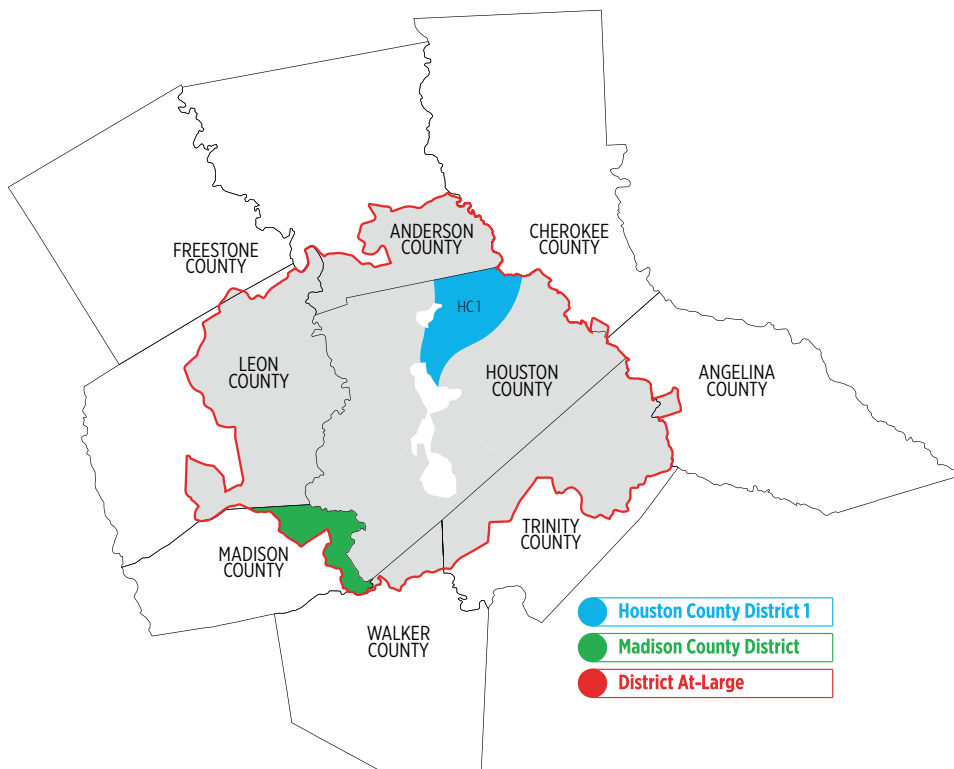 ANDERSON
COUNTY
CHEROKEE
COUNTY
FREESTONE
COUNTY
HC 1
LEON
COUNTY
HOUSTON
COUNTY
ANGELINA
COUNTY
TRINITY
COUNTY
MADISON
COUNTY
WALKER
COUNTY
Houston County District 1
Madison County District
District At-Large